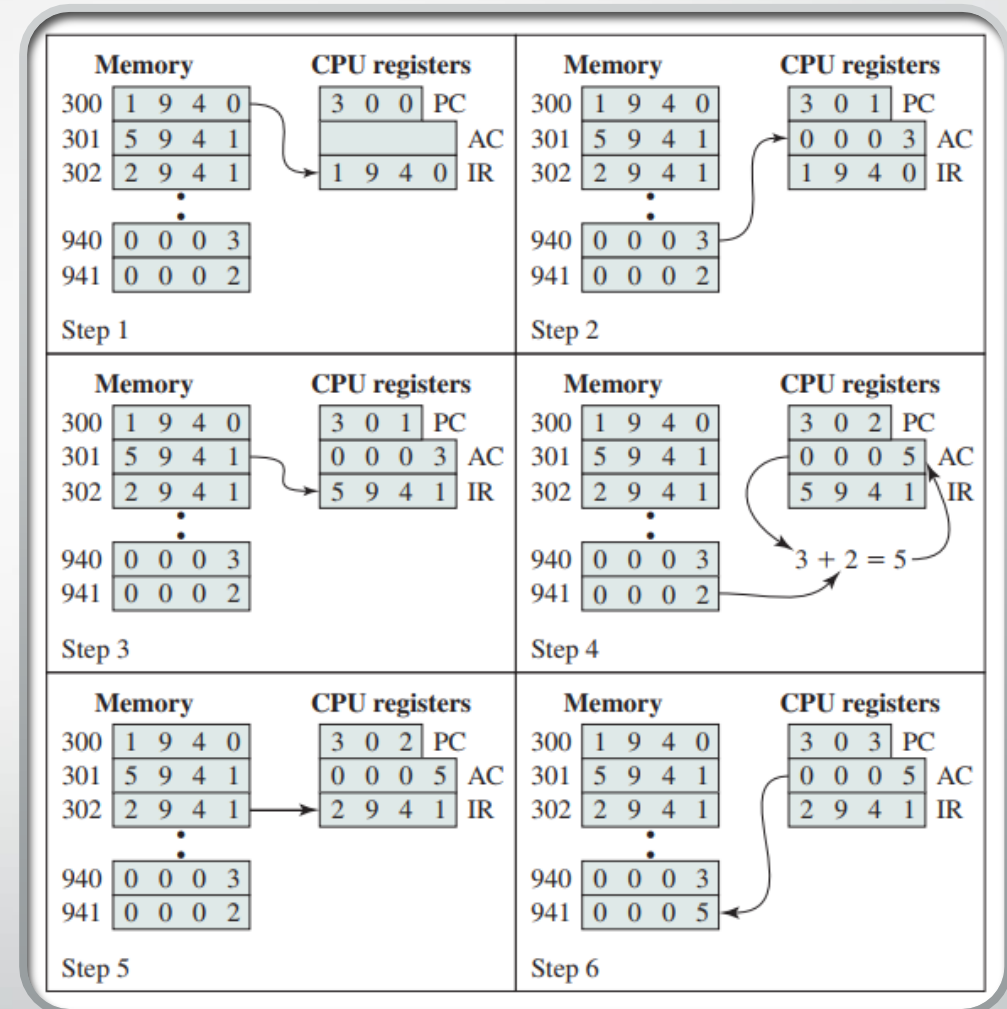 Memory CPU registers
300 1 9 4 0 3 0 0 PC
301 5 9 4 1 AC
302 2 9 4 1 1 9 4 0 IR
940 0 0 0 3
941 0 0 0 2
Step 1
Memory CPU registers
300 1 9 4 0 3 0 1 PC
301 5 9 4 1 0 0 0 3 AC
302 2 9 4 1 1 9 4 0 IR
940 0 0 0 3
941 0 0 0 2
Step 2
Memory CPU registers
300 1 9 4 0 3 0 1 PC
301 5 9 4 1 0 0 0 3 AC
302 2 9 4 1 5 9 4 1 IR
940 0 0 0 3
941 0 0 0 2
Step 3
Memory CPU registers
300 1 9 4 0 3 0 2 PC
301 5 9 4 1 0 0 0 5 AC
302 2 9 4 1 5 9 4 1 IR
940 0 0 0 3 3 + 2 = 5
941 0 0 0 2
Step 4
Memory CPU registers
300 1 9 4 0 3 0 2 PC
301 5 9 4 1 0 0 0 5 AC
302 2 9 4 1 2 9 4 1 IR
940 0 0 0 3
941 0 0 0 2
Step 5
Memory CPU registers
300 1 9 4 0 3 0 3 PC
301 5 9 4 1 0 0 0 5 AC
302 2 9 4 1 2 9 4 1 IR
940 0 0 0 3
941 0 0 0 5
Step 6